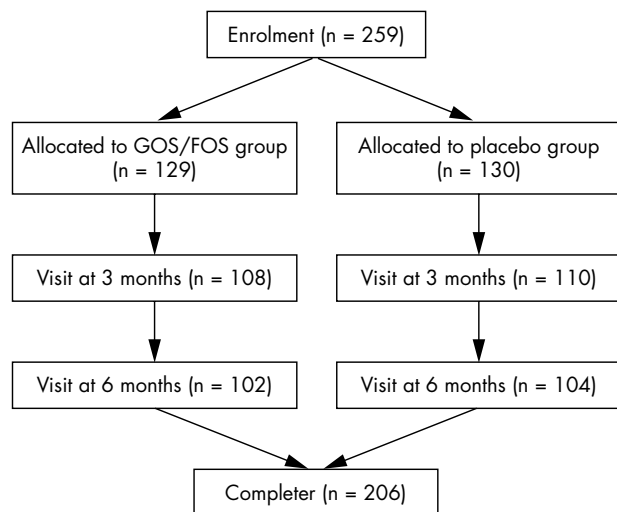 Enrolment (n = 259)
Allocated to GOS/FOS group
(n = 129)
Allocated to placebo group
(n = 130)
Visit at 3 months (n = 108)
Visit at 3 months (n = 110)
Visit at 6 months (n = 102)
Visit at 6 months (n = 104)
Completer (n = 206)